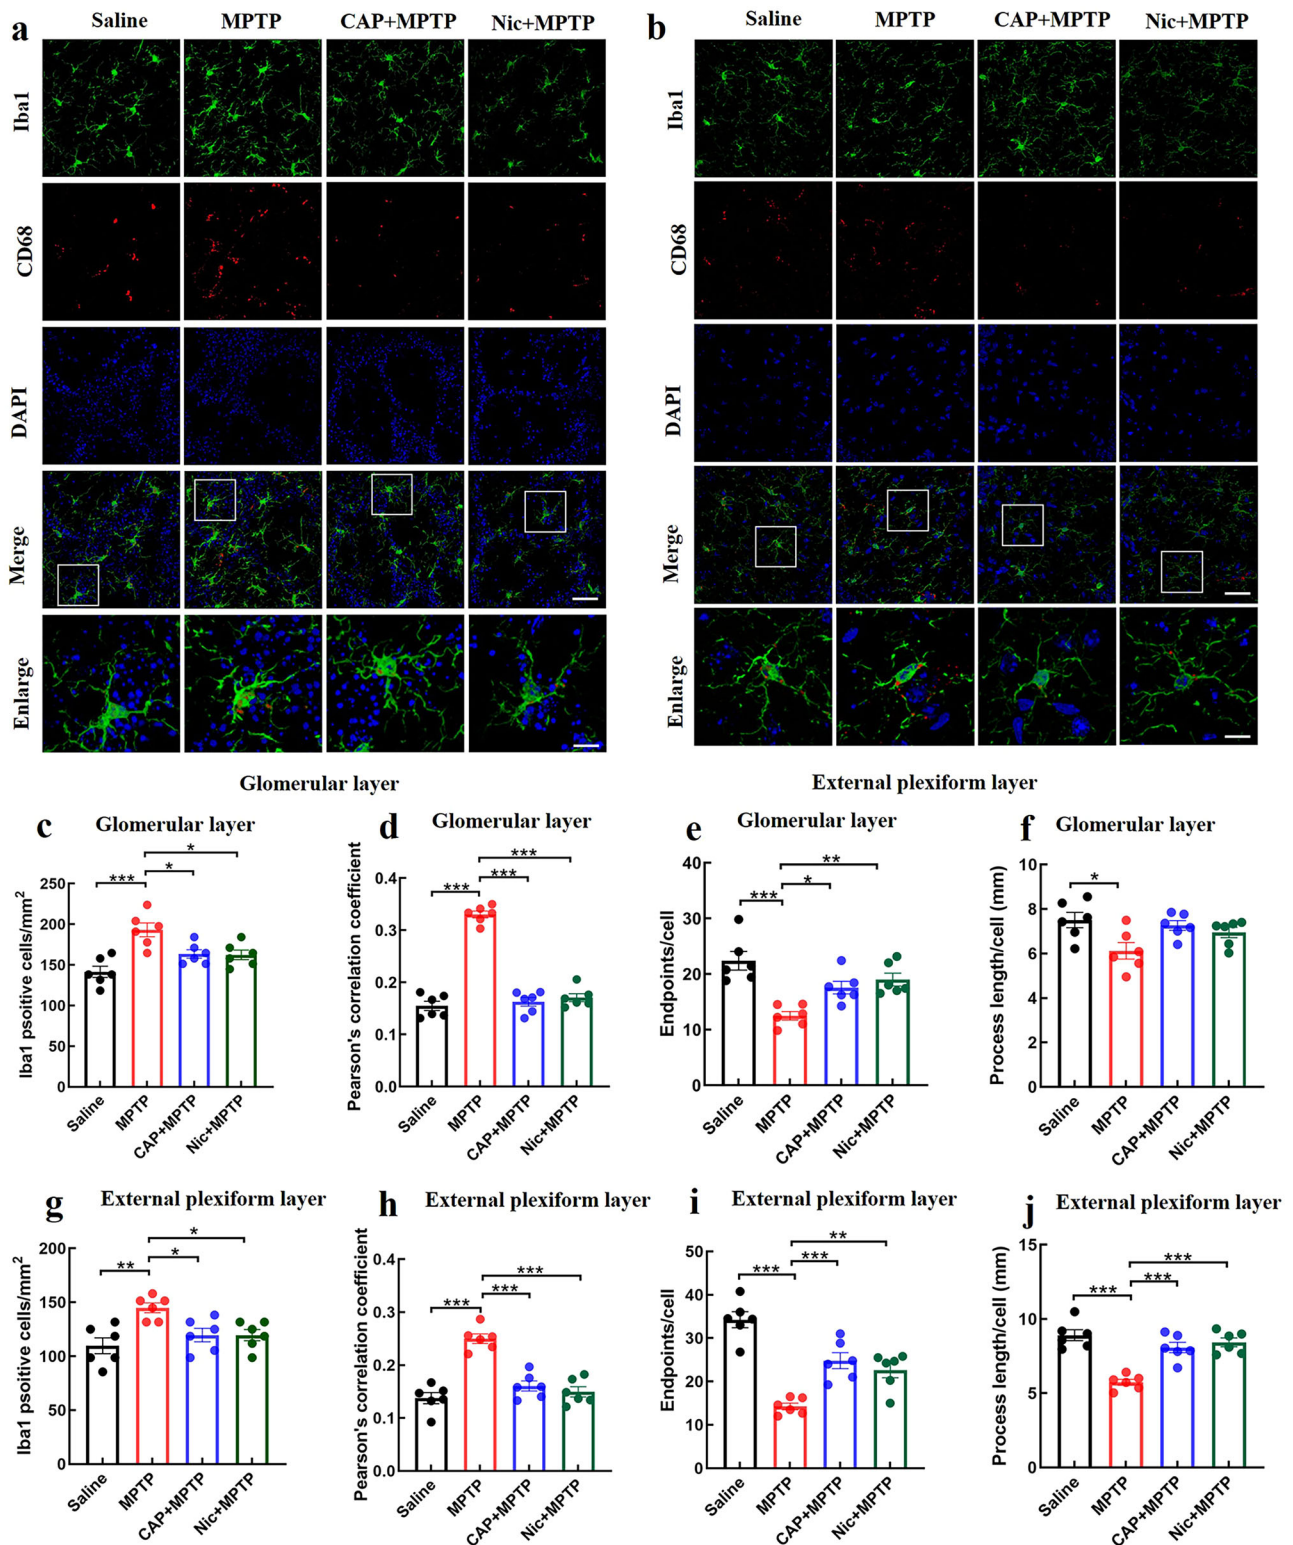 a
Saline MPTP CAP+MPTP Nic+MPTP
Iba1
CD68
DAPI
Merge
Enlarge
Glomerular layer
b
Saline MPTP CAP+MPTP Nic+MPTP
Iba1
CD68
DAPI
Merge
Enlarge
External plexiform layer
c
Glomerular layer
Iba1 psoitive cells/mm2
250
200
150
100
50
0
***
*
*
Saline MPTP CAP+MPTP Nic+MPTP
d
Glomerular layer
Pearson's correlation coefficient
0.4
0.3
0.2
0.1
0.0
***
***
***
Saline MPTP CAP+MPTP Nic+MPTP
e
Glomerular layer
Endpoints/cell
40
30
20
10
0
**
*
***
Saline MPTP CAP+MPTP Nic+MPTP
f
Glomerular layer
Process length/cell (mm)
10
8
6
4
2
0
*
Saline MPTP CAP+MPTP Nic+MPTP
g
External plexiform layer
Iba1 psoitive cells/mm2
200
150
100
50
0
*
*
**
Saline MPTP CAP+MPTP Nic+MPTP
h
External plexiform layer
Pearson's correlation coefficient
0.4
0.3
0.2
0.1
0.0
***
***
***
Saline MPTP CAP+MPTP Nic+MPTP
i
External plexiform layer
Endpoints/cell
50
40
30
20
10
0
**
***
***
Saline MPTP CAP+MPTP Nic+MPTP
j
External plexiform layer
Process length/cell (mm)
15
10
5
0
***
***
***
Saline MPTP CAP+MPTP Nic+MPTP